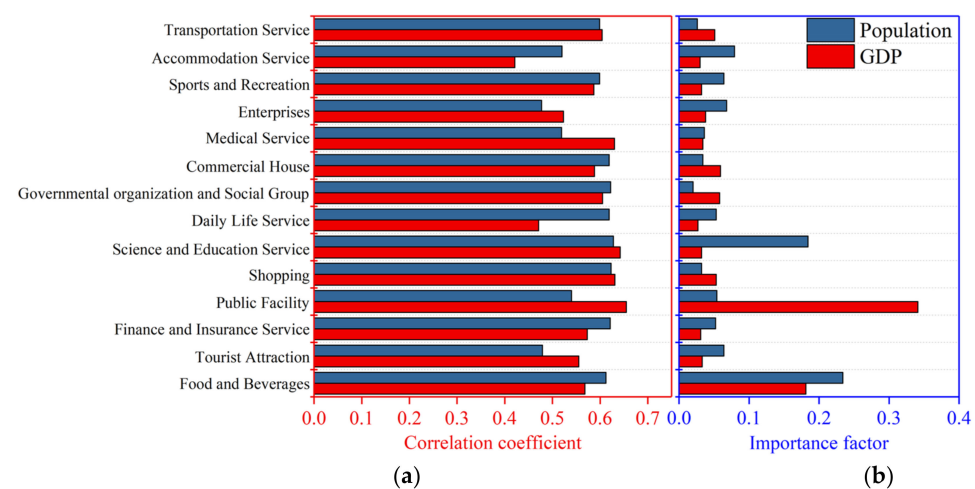 Transportation Service
Accommodation Service
Sports and Recreation
Enterprises
Medical Service
Commercial House
Governmental organization and Social Group
Daily Life Service
Science and Education Service
Shopping
Public Facility
Finance and Insurance Service
Tourist Attraction
Food and Beverages
0.0 0.1 0.2 0.3 0.4 0.5 0.6 0.7
Correlation coefficient
(a)
Population
GDP
0.0 0.1 0.2 0.3 0.4
Importance factor
(b)